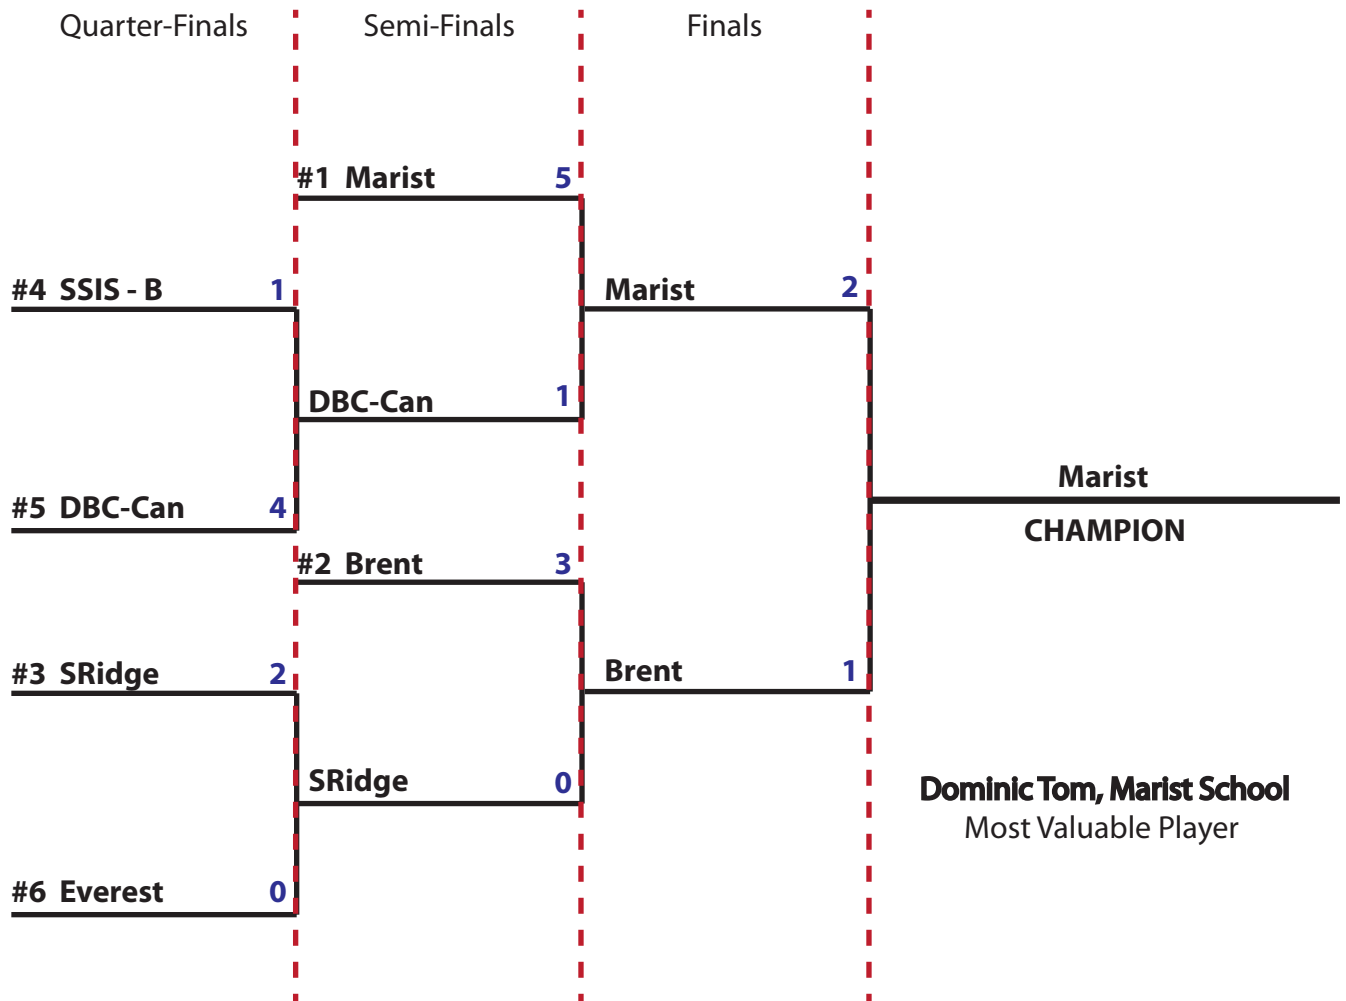 Quarter-Finals Semi-Finals Finals
#1 Marist 5
#4 SSIS - B 1
Marist 2
DBC-Can 1
Marist
#5 DBC-Can 4
CHAMPION
#2 Brent 3
#3 SRidge 2
Brent 1
SRidge 0
Dominic Tom, Marist School
Most Valuable Player
#6 Everest 0